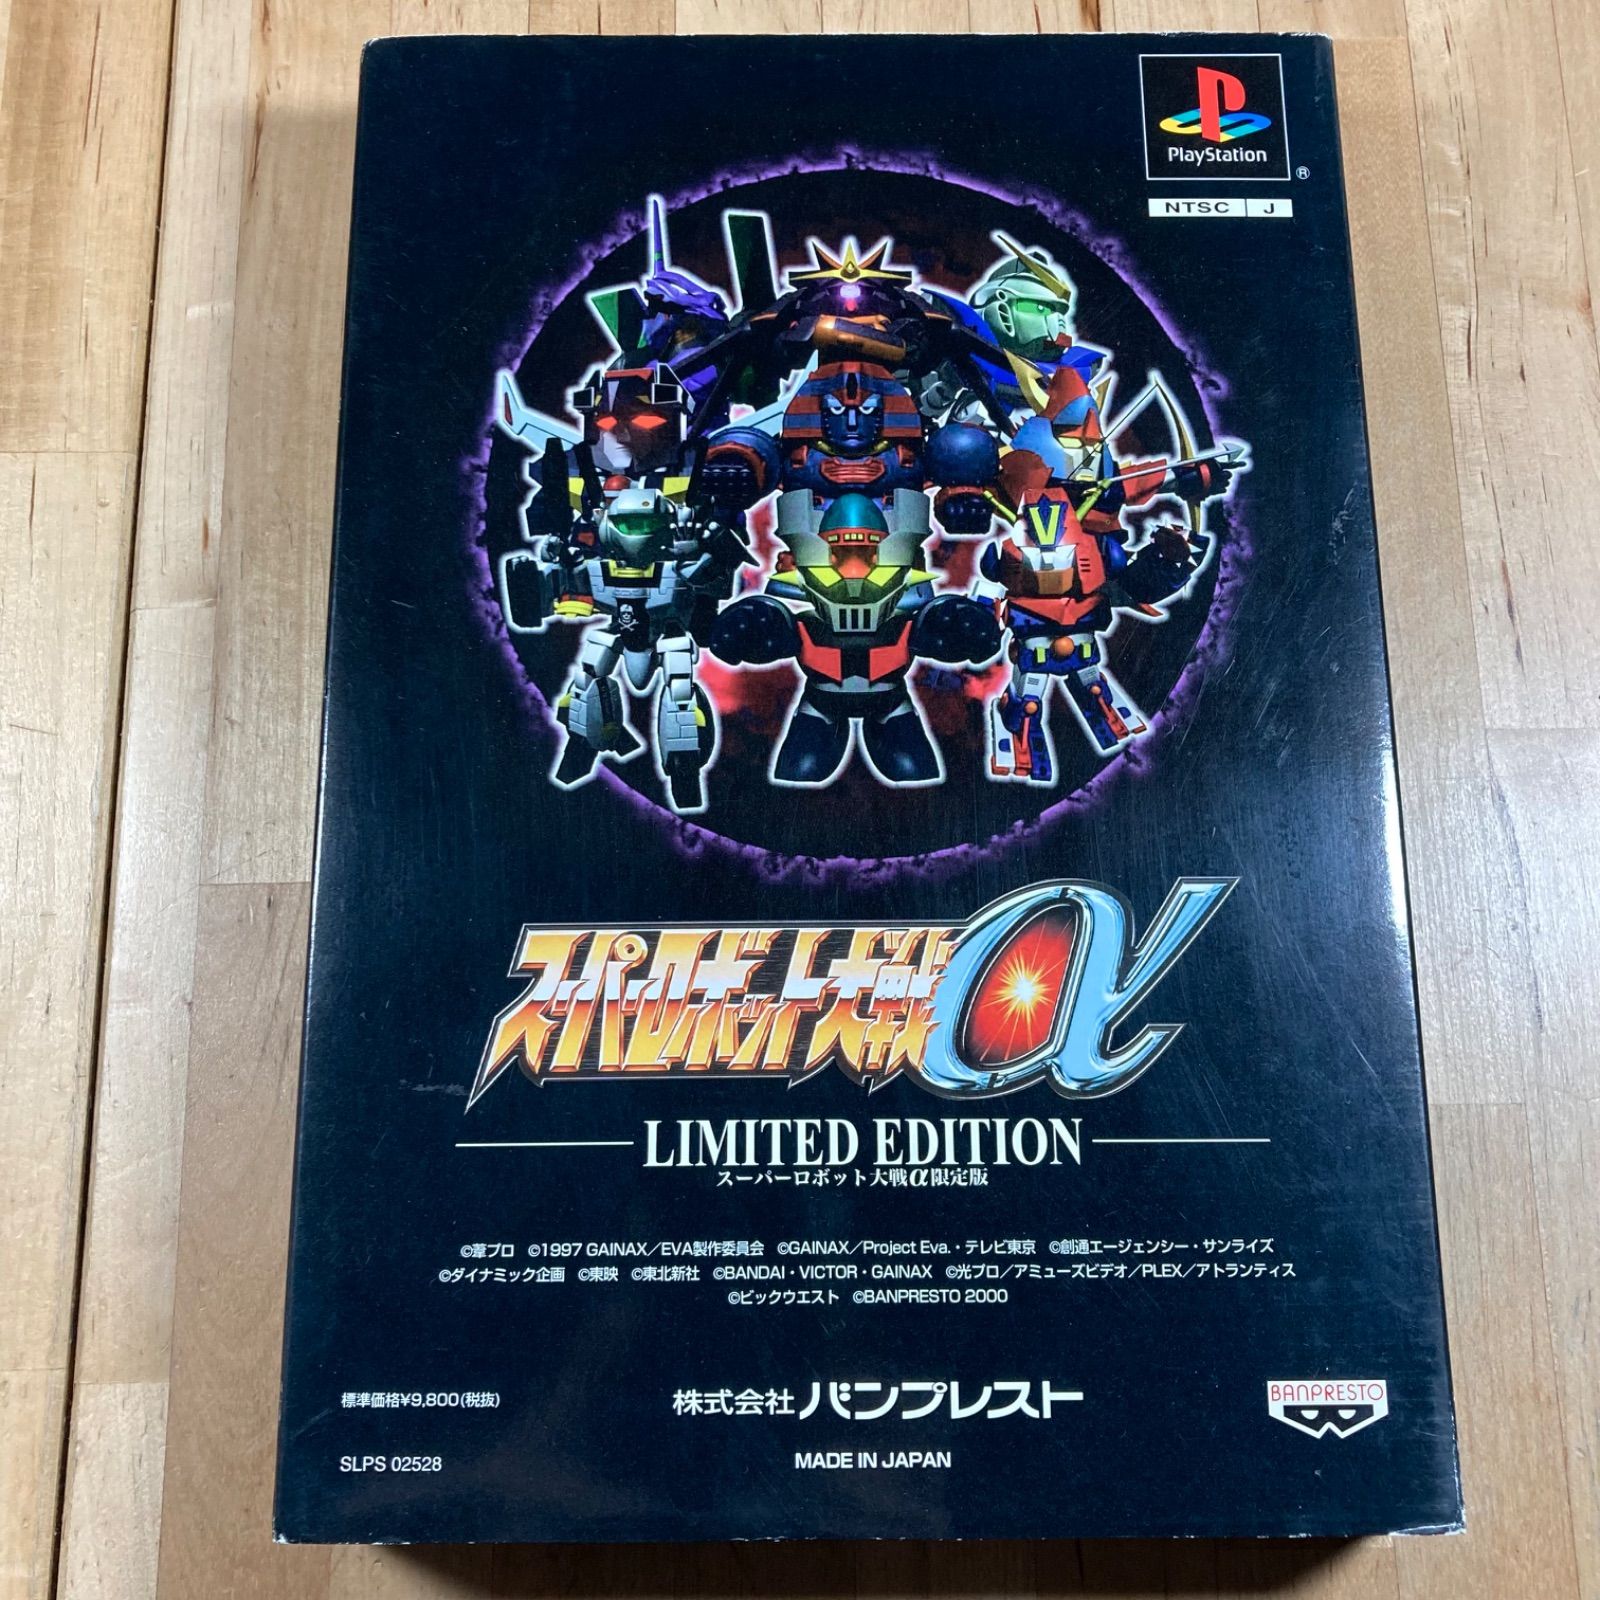 PlayStation
®
NTSC J
V
スーパーロボット大戦α
LIMITED EDITION
スーパーロボット大戦α限定版
©葦プロ ©1997 GAINAX／EVA製作委員会 ©GAINAX／Project Eva.・テレビ東京 ©創通エージェンシー・サンライズ
©ダイナミック企画 ©東映 ©東北新社 ©BANDAI・VICTOR・GAINAX ©光プロ／アミューズビデオ／PLEX／アトランティス
©ビックウエスト ©BANPRESTO 2000
標準価格¥9,800(税抜)
株式会社 バンプレスト
BANPRESTO
SLPS 02528
MADE IN JAPAN